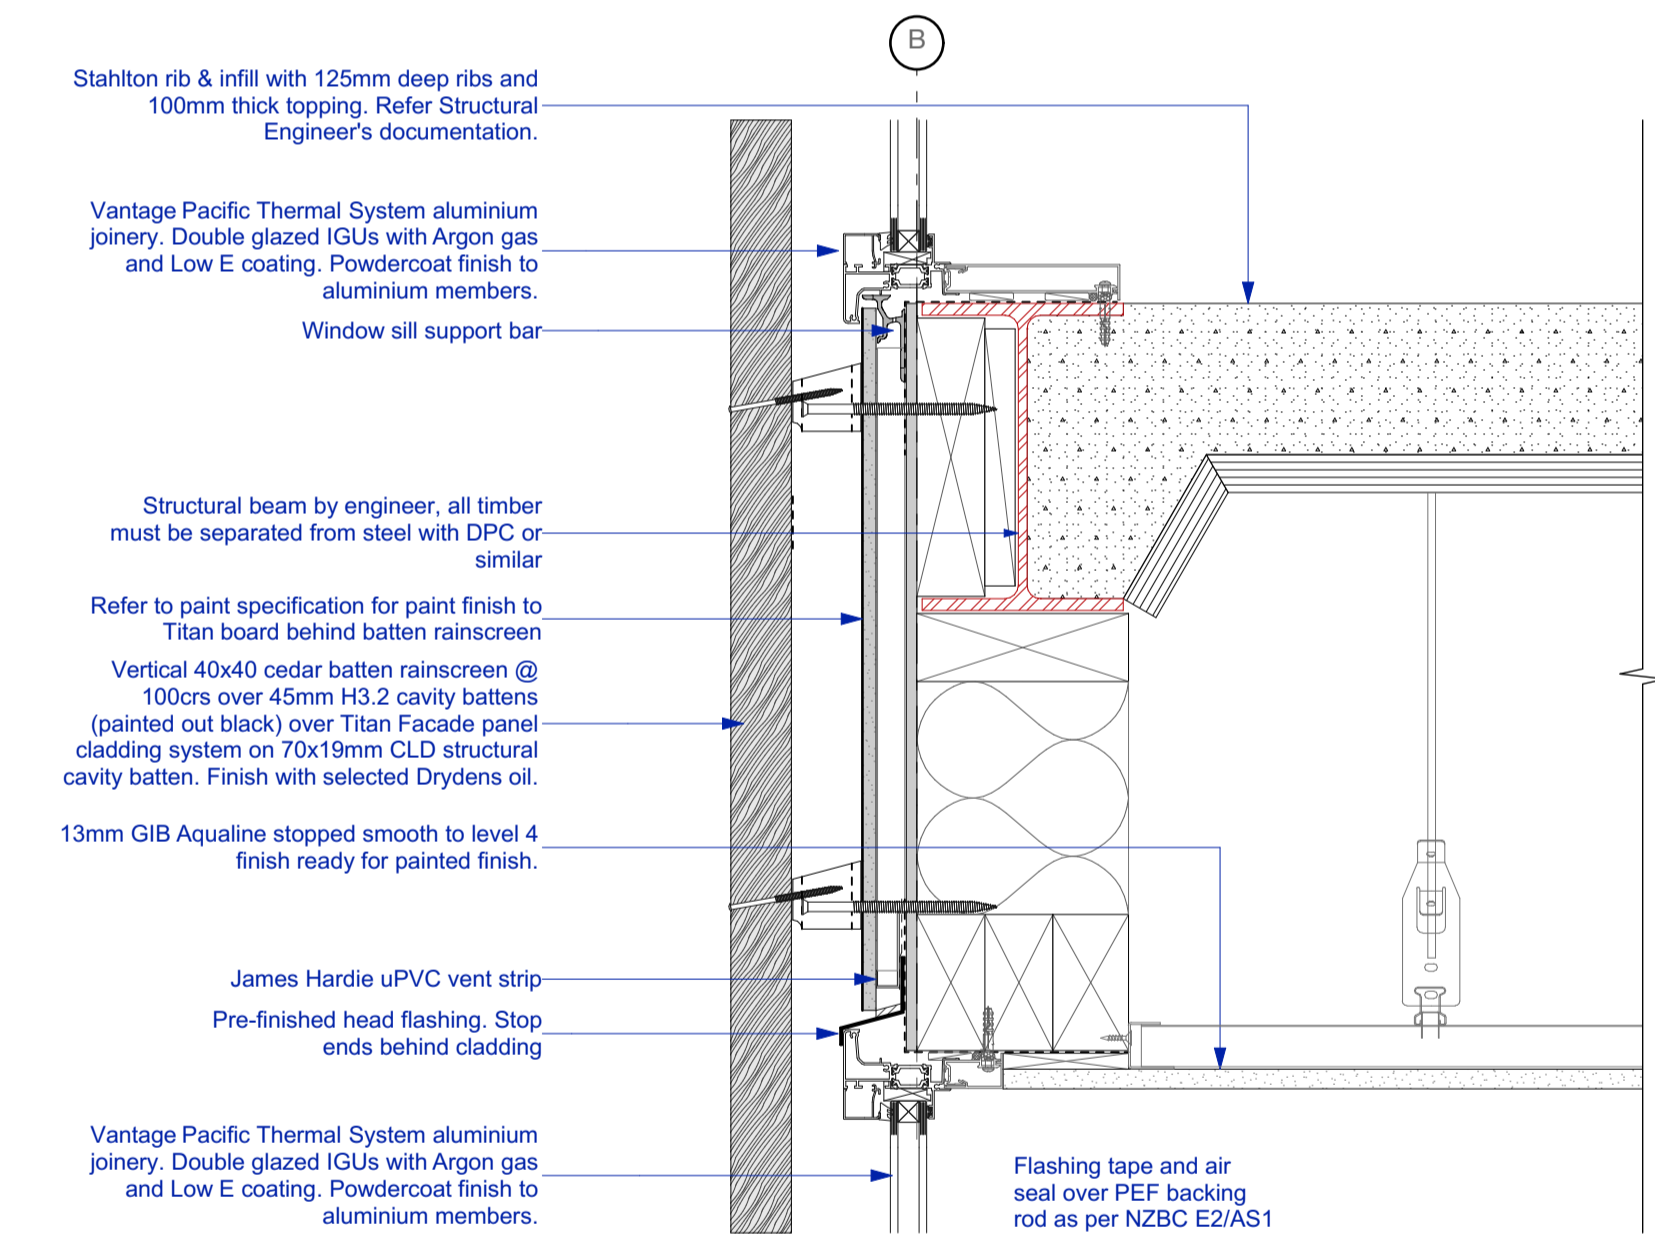 B
Stahlton rib & infill with 125mm deep ribs and
100mm thick topping. Refer Structural
Engineer's documentation.
Vantage Pacific Thermal System aluminium
joinery. Double glazed IGUs with Argon gas
and Low E coating. Powdercoat finish to
aluminium members.
Window sill support bar
Structural beam by engineer, all timber
must be separated from steel with DPC or
similar
Refer to paint specification for paint finish to
Titan board behind batten rainscreen
Vertical 40x40 cedar batten rainscreen @
100crs over 45mm H3.2 cavity battens
(painted out black) over Titan Facade panel
cladding system on 70x19mm CLD structural
cavity batten. Finish with selected Drydens oil.
13mm GIB Aqualine stopped smooth to level 4
finish ready for painted finish.
James Hardie uPVC vent strip
Pre-finished head flashing. Stop
ends behind cladding
Vantage Pacific Thermal System aluminium
joinery. Double glazed IGUs with Argon gas
and Low E coating. Powdercoat finish to
aluminium members.
Flashing tape and air
seal over PEF backing
rod as per NZBC E2/AS1